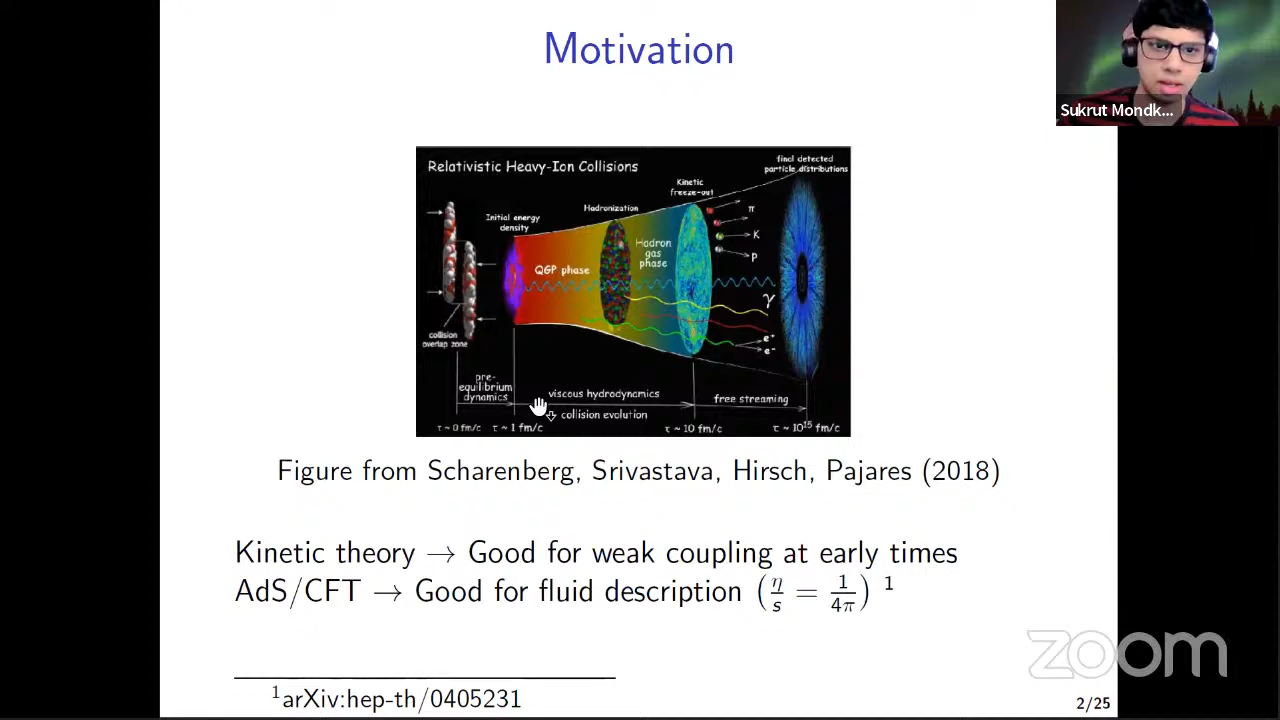 Motivation
Sukrut Mondk...
Relativistic Heavy-Ion Collisions
final detected
particle distributions
Kinetic
freeze-out
Hadronization
Initial energy
density
π
K
p
Hadron
gas
phase
QGP phase
γ
collision
overlap zone
e⁺
e⁻
pre-
equilibrium
dynamics
viscous hydrodynamics
collision evolution
free streaming
τ ~ 0 fm/c
τ ~ 1 fm/c
τ ~ 10 fm/c
τ ~ 10¹⁵ fm/c
Figure from Scharenberg, Srivastava, Hirsch, Pajares (2018)
Kinetic theory → Good for weak coupling at early times
AdS/CFT → Good for fluid description (η/s = 1/4π) ¹
zoom
¹arXiv:hep-th/0405231
2/25